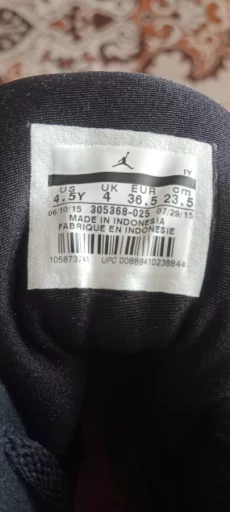 IY
US UK EUR cm
4.5Y 4 36.5 23.5
06/10/15 305368-025 07/29/15
MADE IN INDONESIA
FABRIQUE EN INDONESIE
UPC 00888410238844